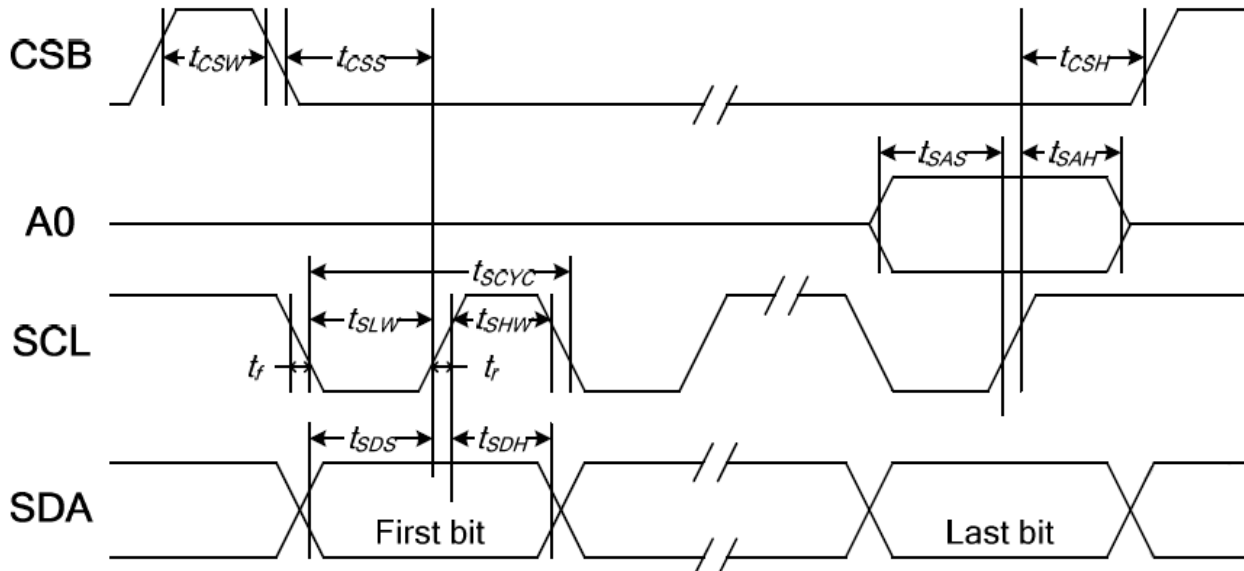 CSB
tCSW
tCSS
tCSH
A0
tSAS
tSAH
SCL
tSCYC
tSLW
tSHW
tf
tr
SDA
tSDS
tSDH
First bit
Last bit